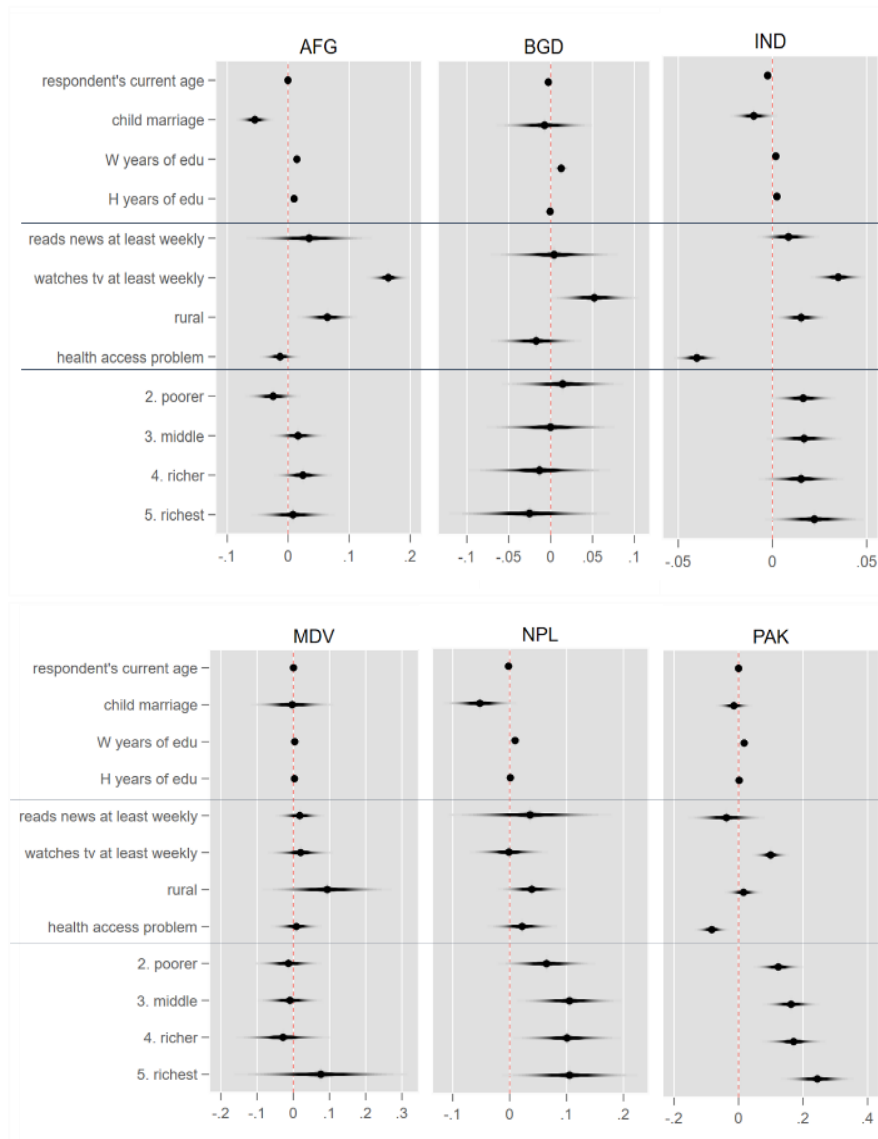 AFG BGD IND
respondent's current age
child marriage
W years of edu
H years of edu
reads news at least weekly
watches tv at least weekly
rural
health access problem
2. poorer
3. middle
4. richer
5. richest
-.1 0 .1 .2 -.1 -.05 0 .05 .1 -.05 0 .05
MDV NPL PAK
respondent's current age
child marriage
W years of edu
H years of edu
reads news at least weekly
watches tv at least weekly
rural
health access problem
2. poorer
3. middle
4. richer
5. richest
-.2 -.1 0 .1 .2 .3 -.1 0 .1 .2 -.2 0 .2 .4